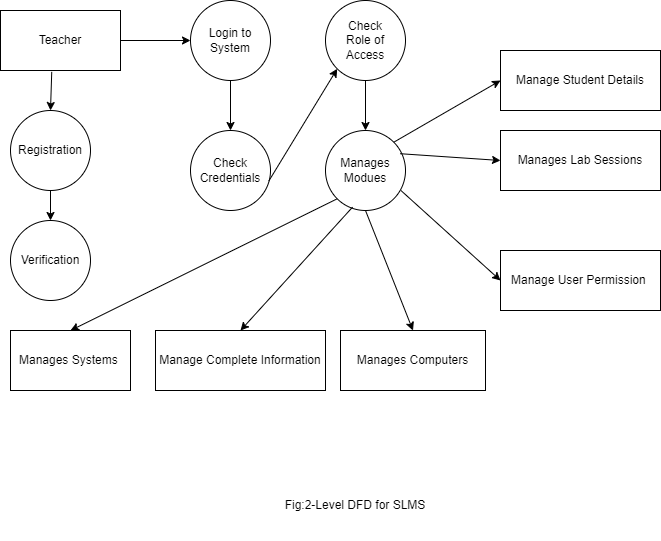 Teacher
Login to
System
Check
Role of
Access
Manage Student Details
Registration
Check
Credentials
Manages
Modues
Manages Lab Sessions
Verification
Manage User Permission
Manages Systems
Manage Complete Information
Manages Computers
Fig:2-Level DFD for SLMS